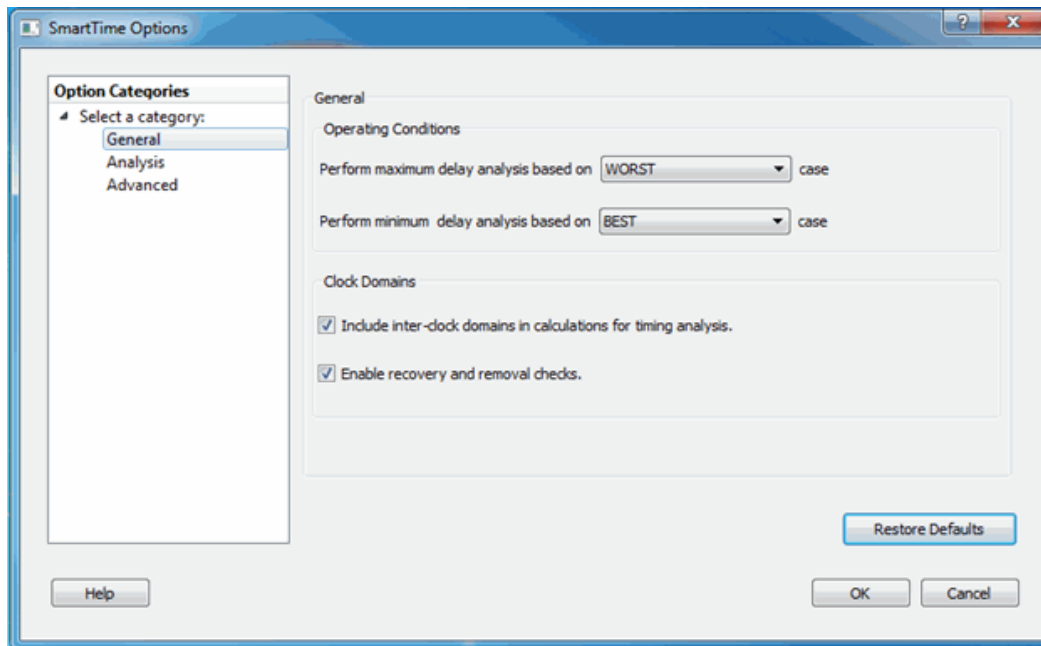 SmartTime Options
Option Categories
Select a category:
General
Analysis
Advanced
General
Operating Conditions
Perform maximum delay analysis based on WORST case
Perform minimum delay analysis based on BEST case
Clock Domains
Include inter-clock domains in calculations for timing analysis.
Enable recovery and removal checks.
Restore Defaults
Help OK Cancel